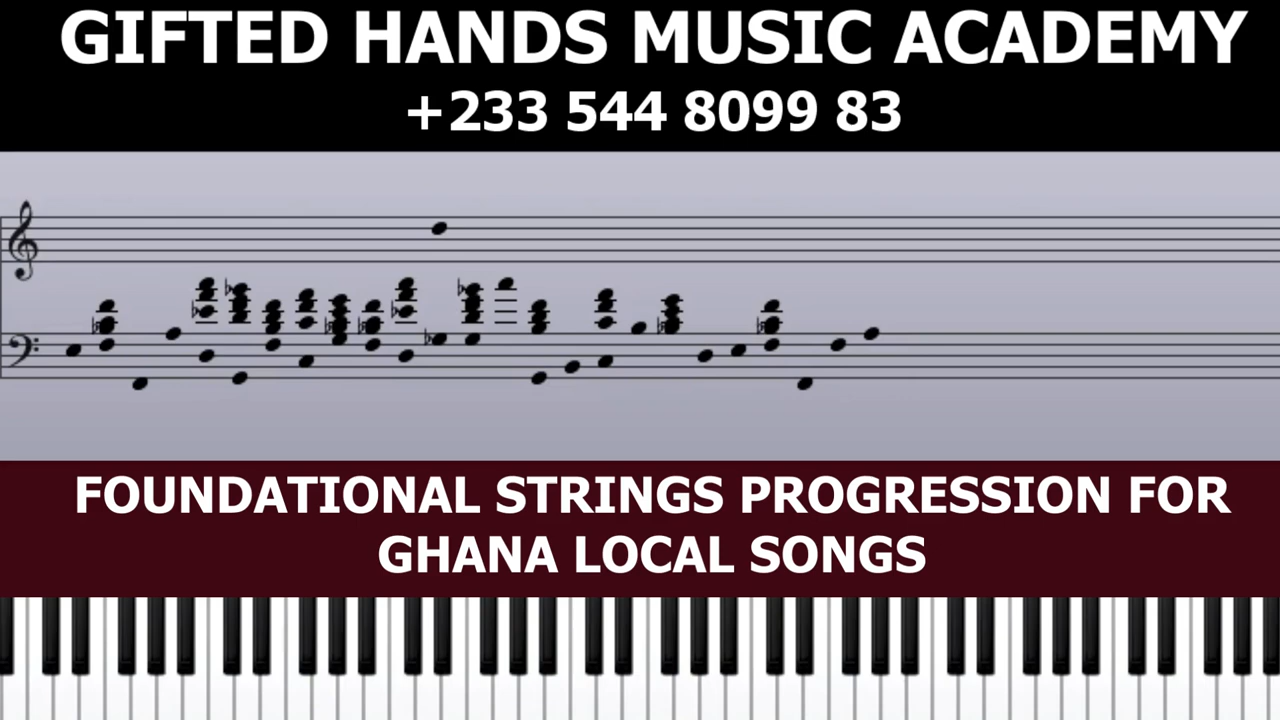 GIFTED HANDS MUSIC ACADEMY
+233 544 8099 83
FOUNDATIONAL STRINGS PROGRESSION FOR
GHANA LOCAL SONGS